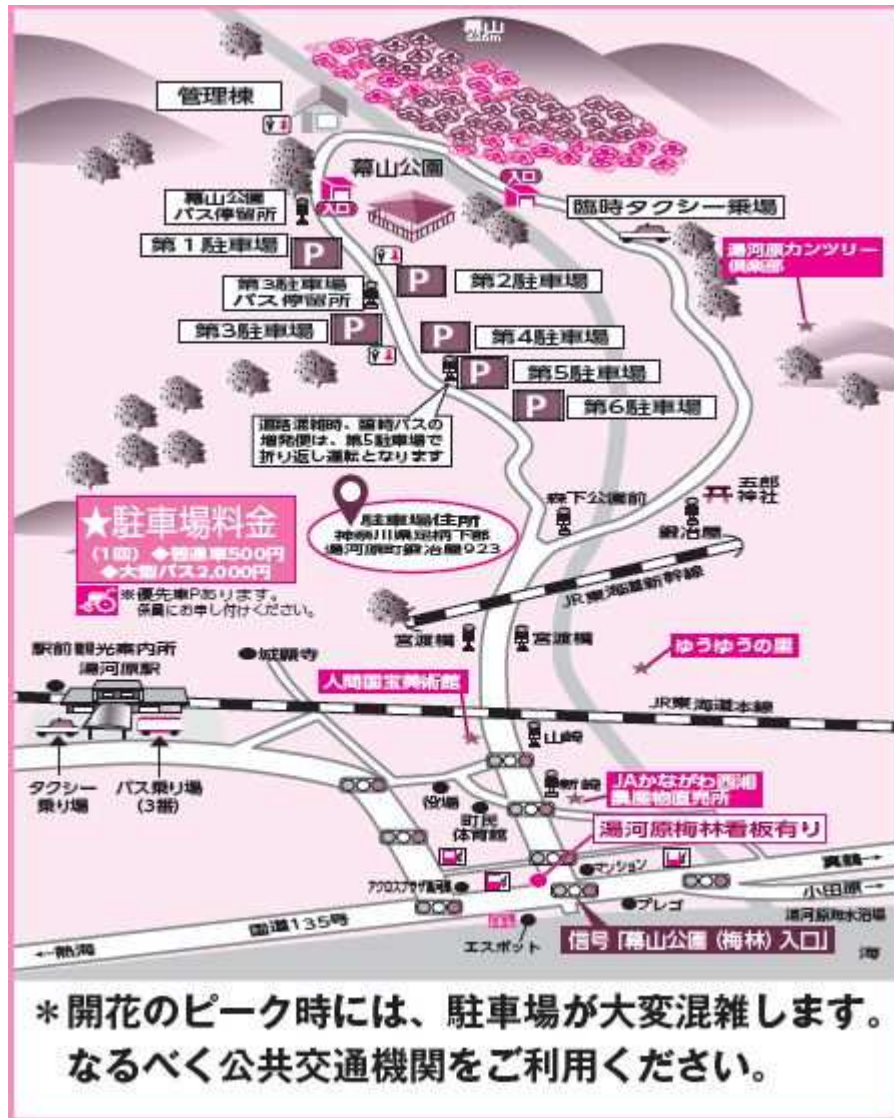 幕山
626m
管理棟
幕山公園
入口
入口
幕山公園
バス停留所
臨時タクシー乗場
第1駐車場
P
湯河原カンツリー
倶楽部
第3駐車場
バス停留所
P
第2駐車場
第3駐車場
P
P
第4駐車場
P
第5駐車場
P
第6駐車場
道路混雑時、臨時バスの
増発便は、第5駐車場で
折り返し運転となります
★駐車場料金
(1回) ◆普通車500円
◆大型バス2,000円
※優先車Pあります。
係員にお申し付けください。
駐車場住所
神奈川県足柄下郡
湯河原町鍛冶屋923
森下公園前
五郎
神社
鍛冶屋
JR東海道新幹線
宮渡橋
宮渡橋
ゆうゆうの里
駅前観光案内所
湯河原駅
城願寺
人間国宝美術館
JR東海道本線
タクシー
乗り場
バス乗り場
(3番)
山崎
新崎
JAかながわ西湘
農産物直売所
役場
町民
体育館
湯河原梅林看板有り
マンション
真鶴
小田原
湯河原海水浴場
プレゴ
国道135号
エスポット
信号「幕山公園(梅林)入口」
←熱海
海
*開花のピーク時には、駐車場が大変混雑します。
なるべく公共交通機関をご利用ください。